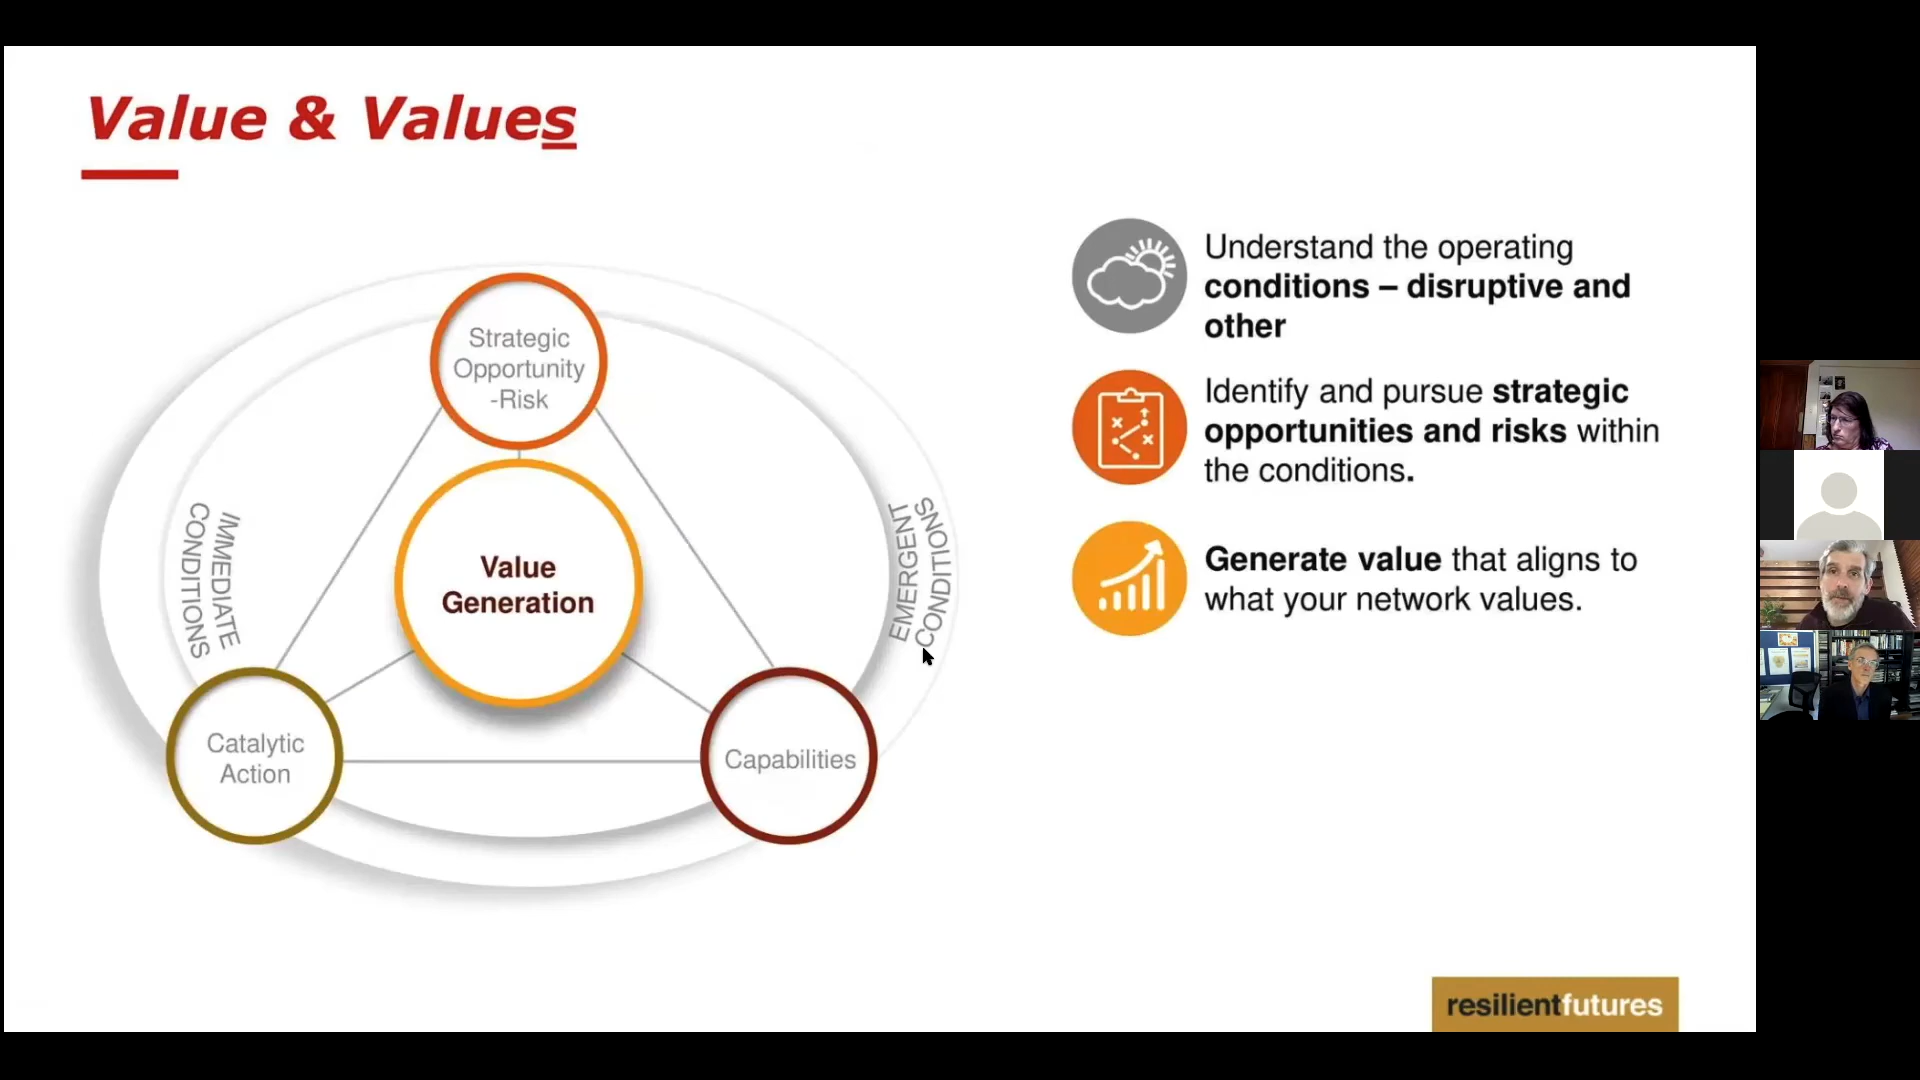 Value & Values
Strategic
Opportunity
-Risk
Value
Generation
IMMEDIATE
CONDITIONS
EMERGENT
CONDITIONS
Catalytic
Action
Capabilities
Understand the operating
conditions – disruptive and
other
Identify and pursue strategic
opportunities and risks within
the conditions.
Generate value that aligns to
what your network values.
resilientfutures